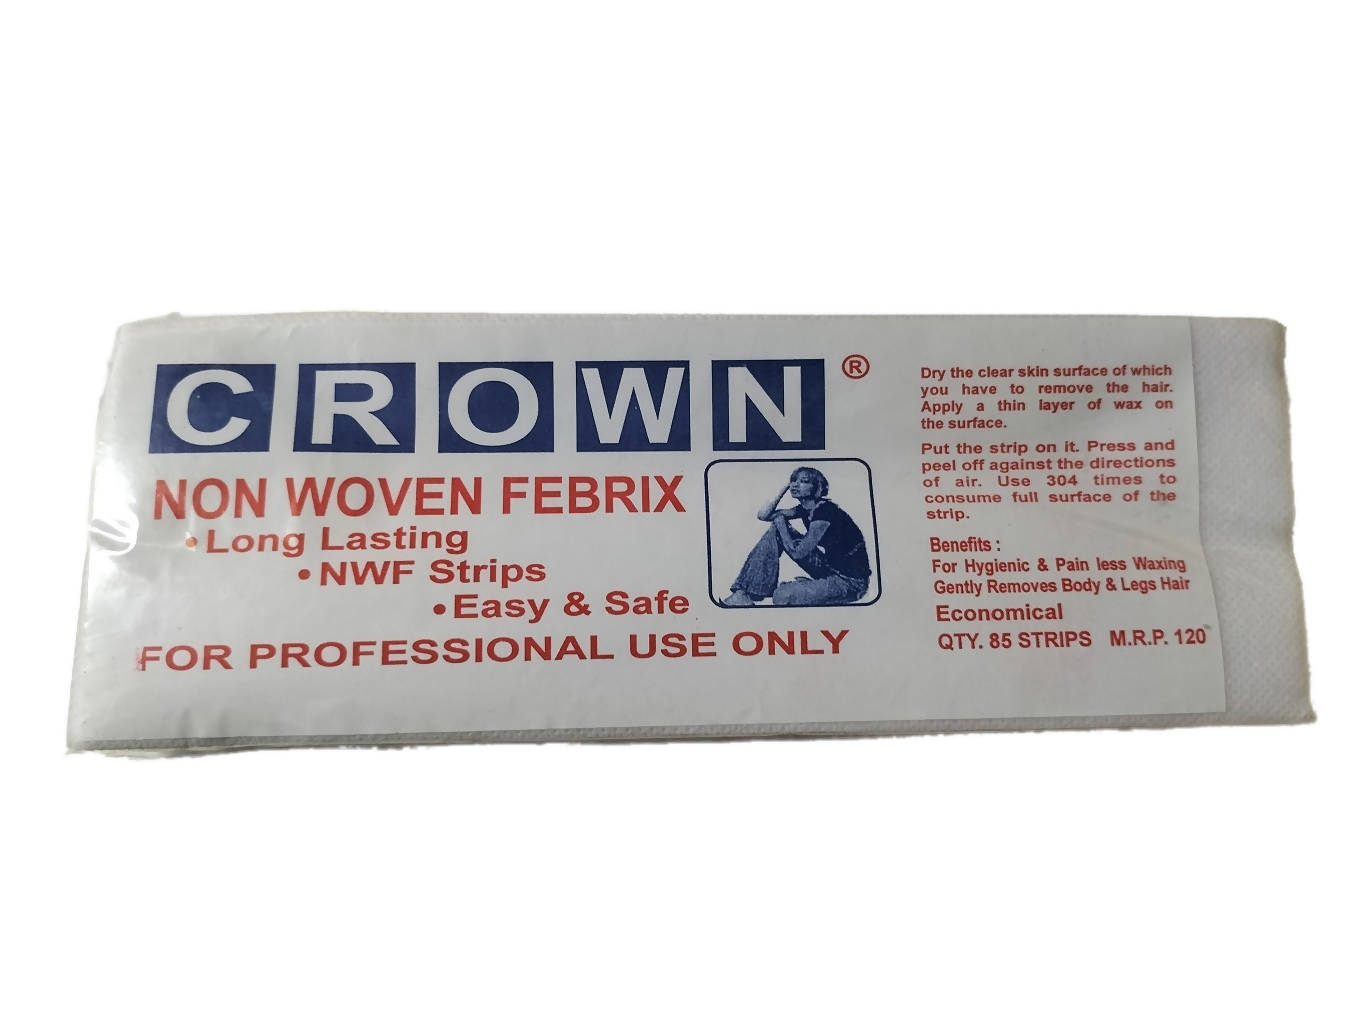 CROWN ®
NON WOVEN FEBRIX
•Long Lasting
•NWF Strips
•Easy & Safe
FOR PROFESSIONAL USE ONLY
Dry the clear skin surface of which
you have to remove the hair.
Apply a thin layer of wax on
the surface.
Put the strip on it. Press and
peel off against the directions
of air. Use 304 times to
consume full surface of the
strip.
Benefits :
For Hygienic & Pain less Waxing
Gently Removes Body & Legs Hair
Economical
QTY. 85 STRIPS M.R.P. 120